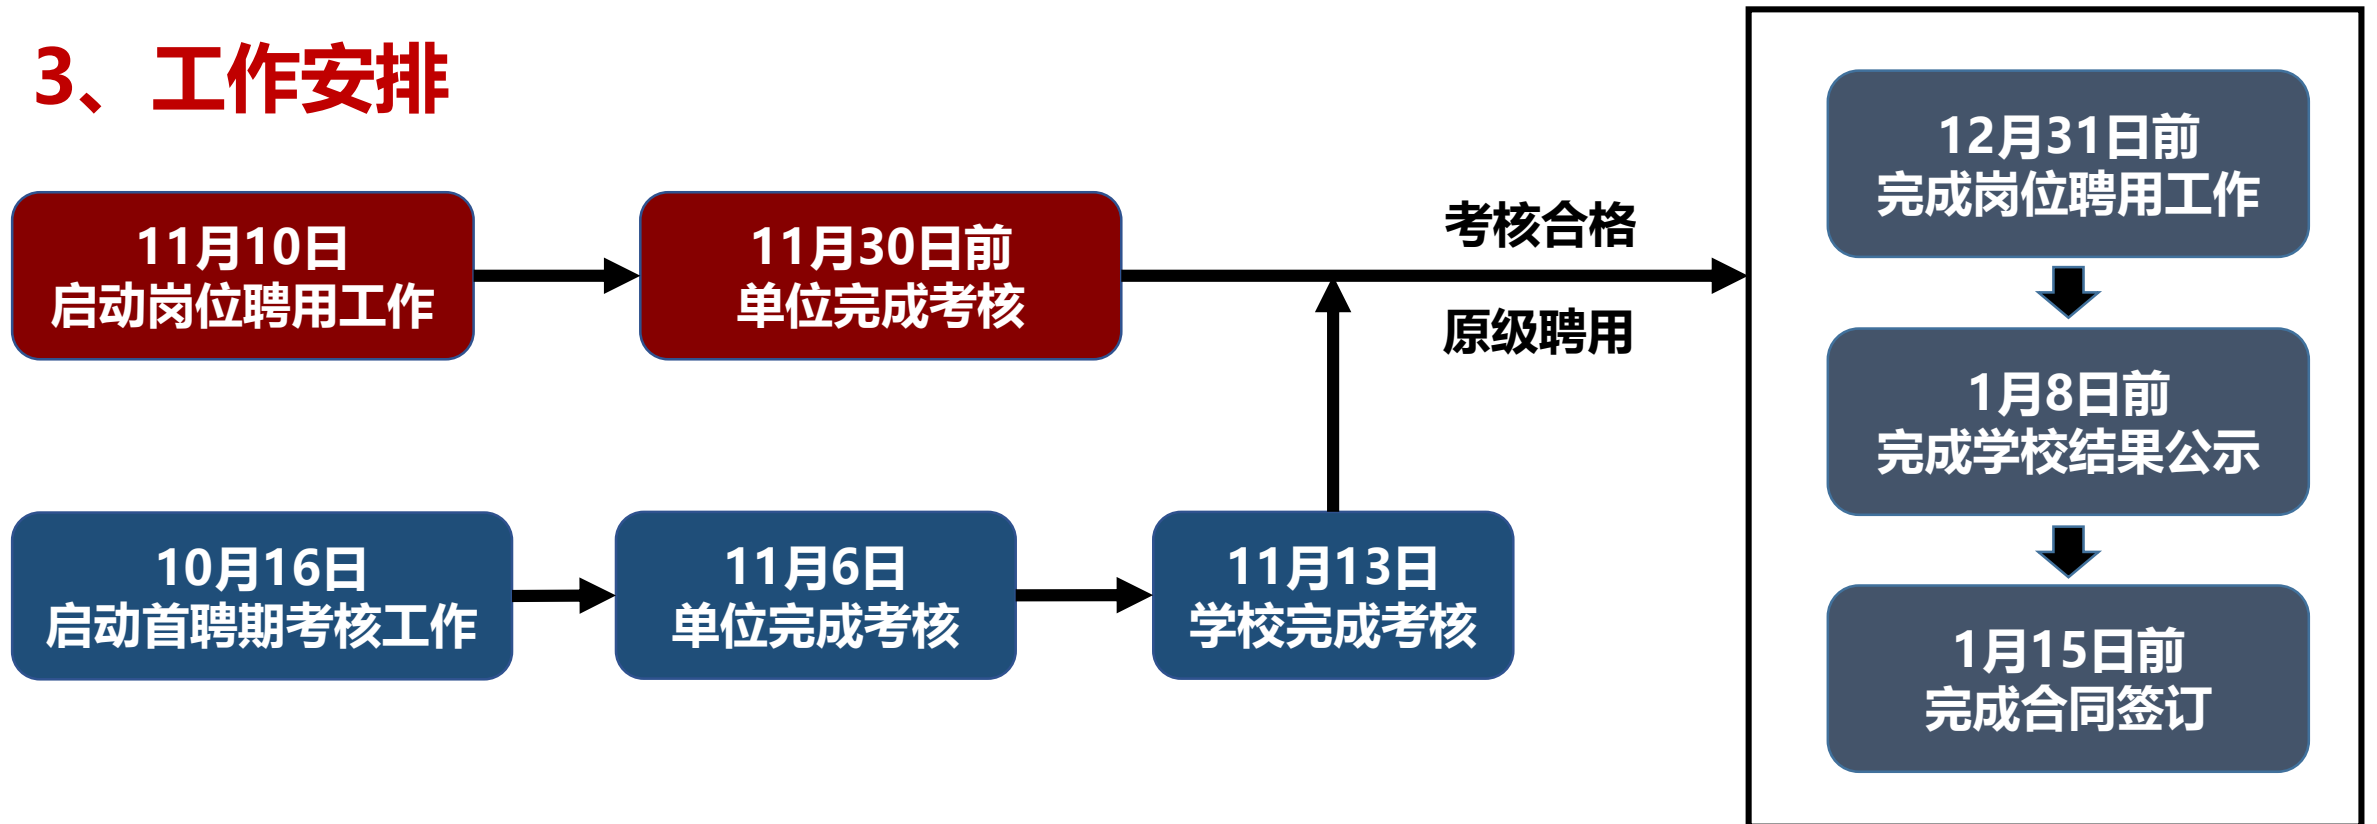 3、工作安排
11月10日
启动岗位聘用工作
11月30日前
单位完成考核
考核合格
原级聘用
10月16日
启动首聘期考核工作
11月6日
单位完成考核
11月13日
学校完成考核
12月31日前
完成岗位聘用工作
1月8日前
完成学校结果公示
1月15日前
完成合同签订